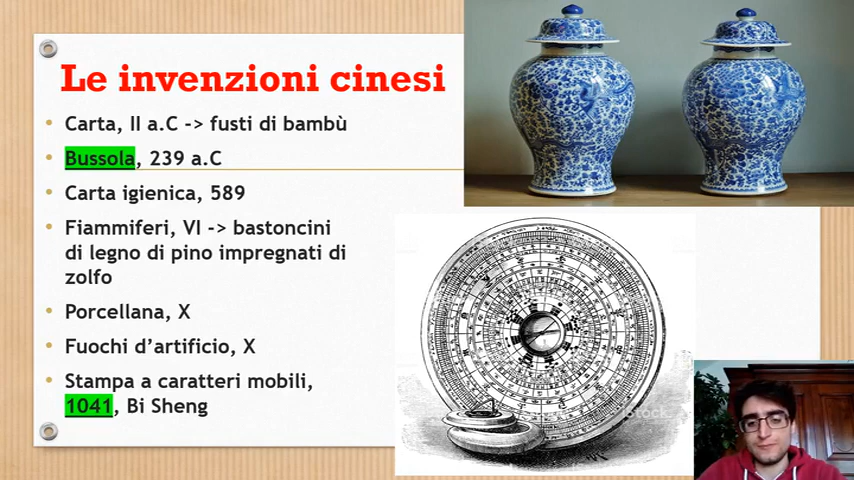 Le invenzioni cinesi
Carta, II a.C -> fusti di bambù
Bussola, 239 a.C
Carta igienica, 589
Fiammiferi, VI -> bastoncini
di legno di pino impregnati di
zolfo
Porcellana, X
Fuochi d’artificio, X
Stampa a caratteri mobili,
1041, Bi Sheng
iStock